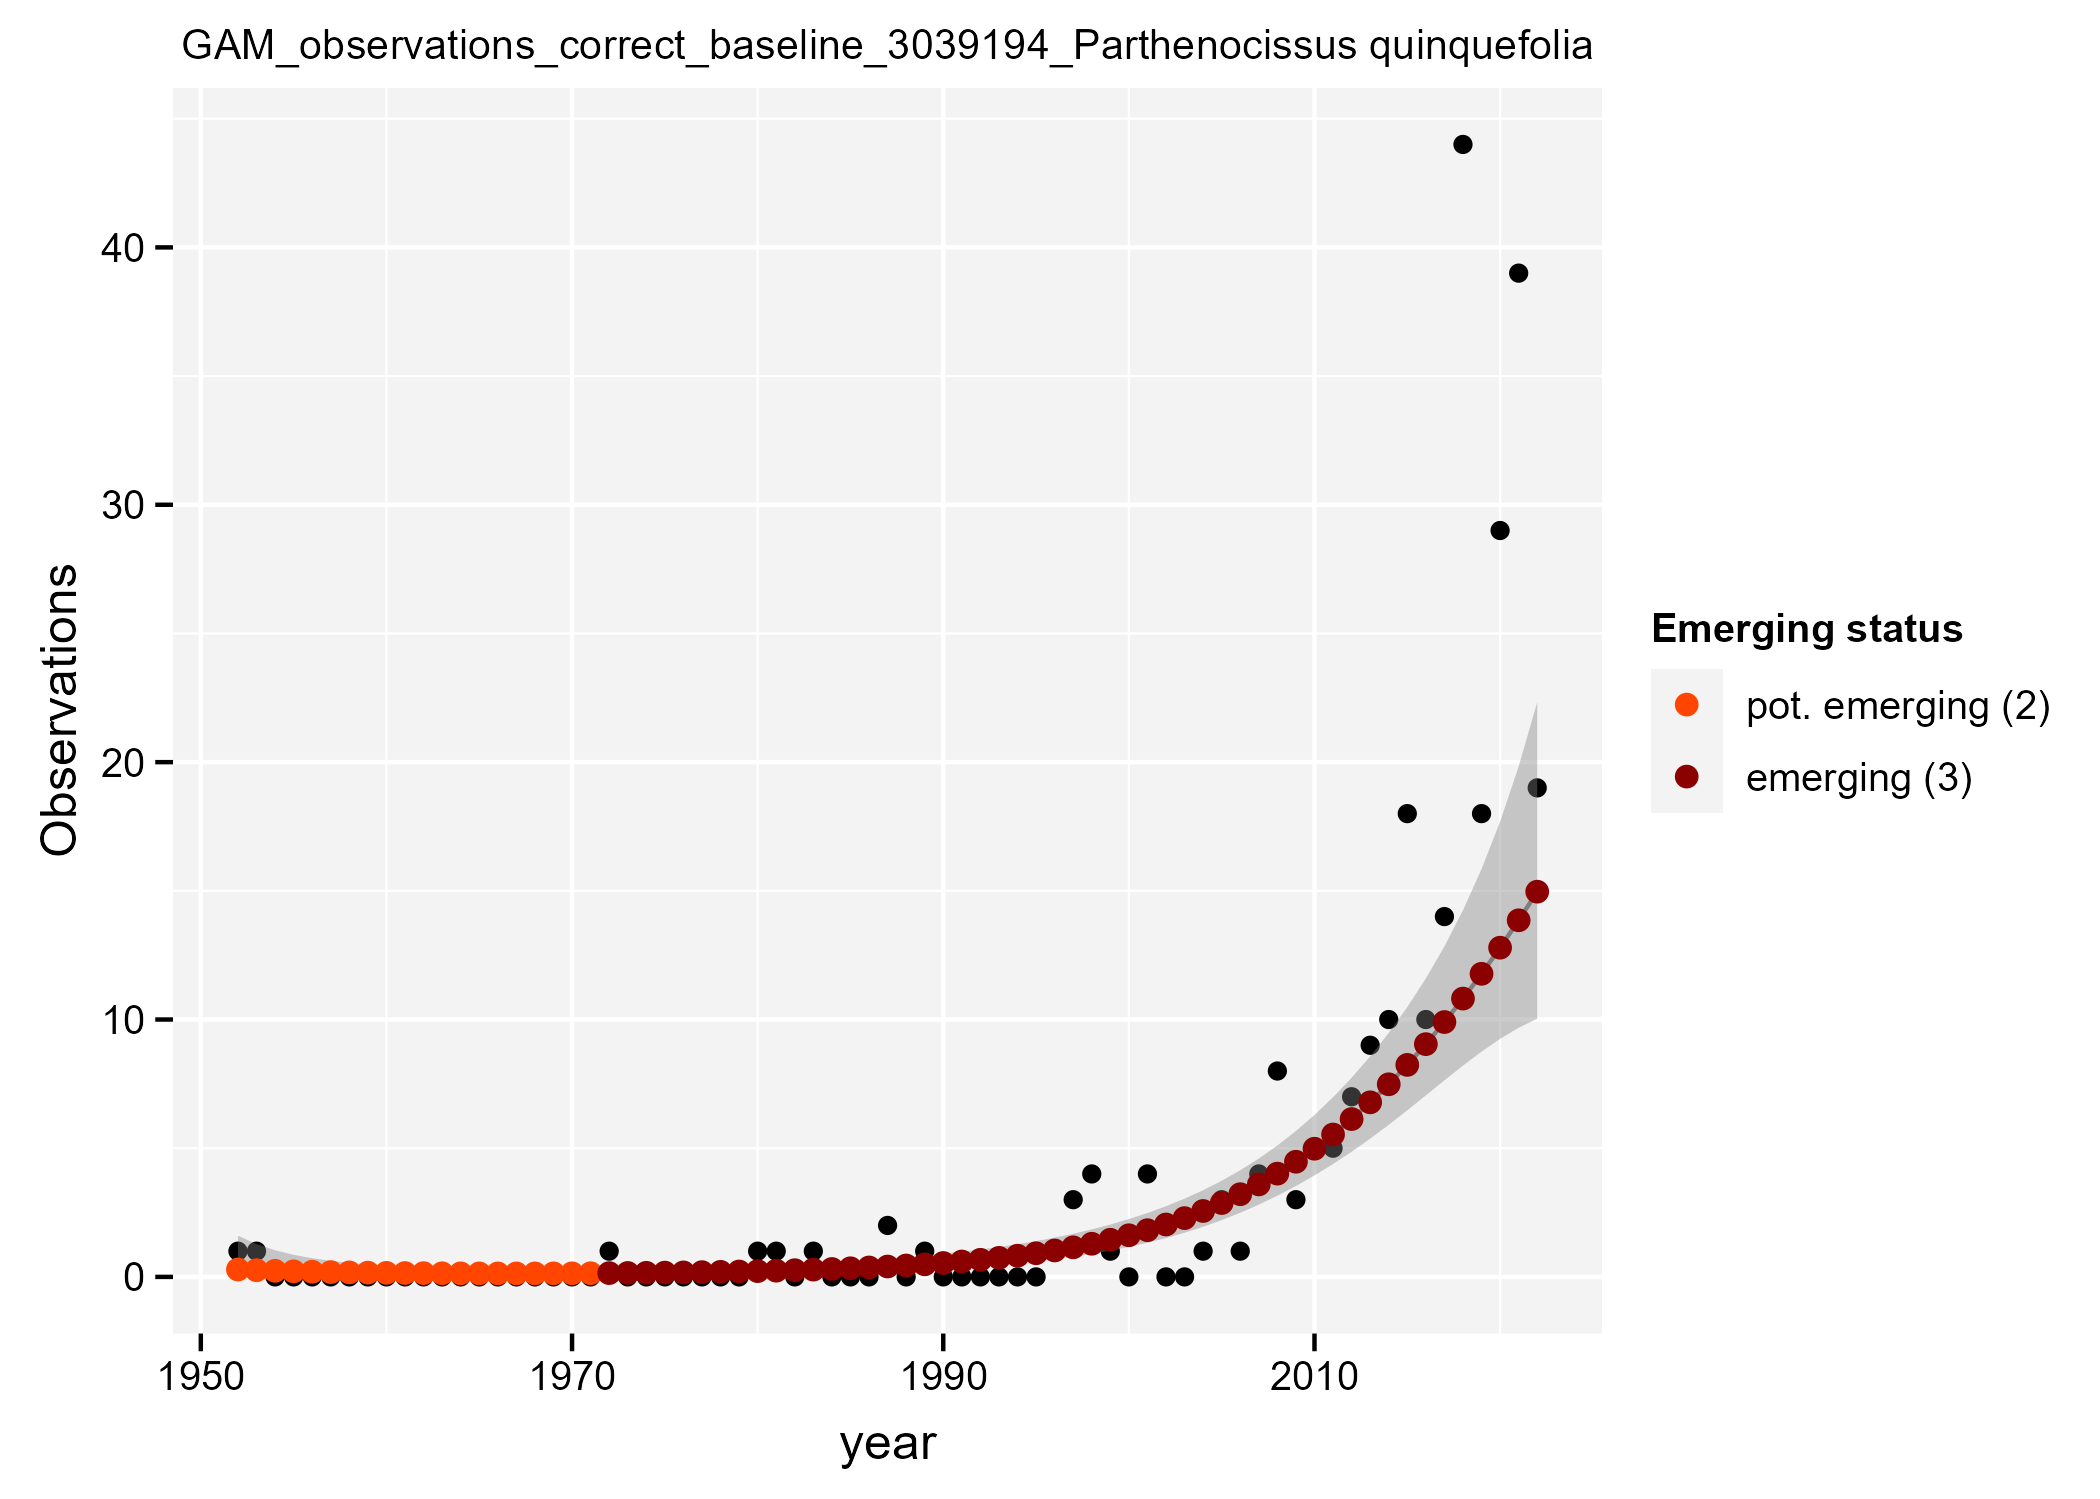 GAM_observations_correct_baseline_3039194_Parthenocissus quinquefolia
Observations
40
30
20
10
0
1950 1970 1990 2010
year
Emerging status
pot. emerging (2)
emerging (3)